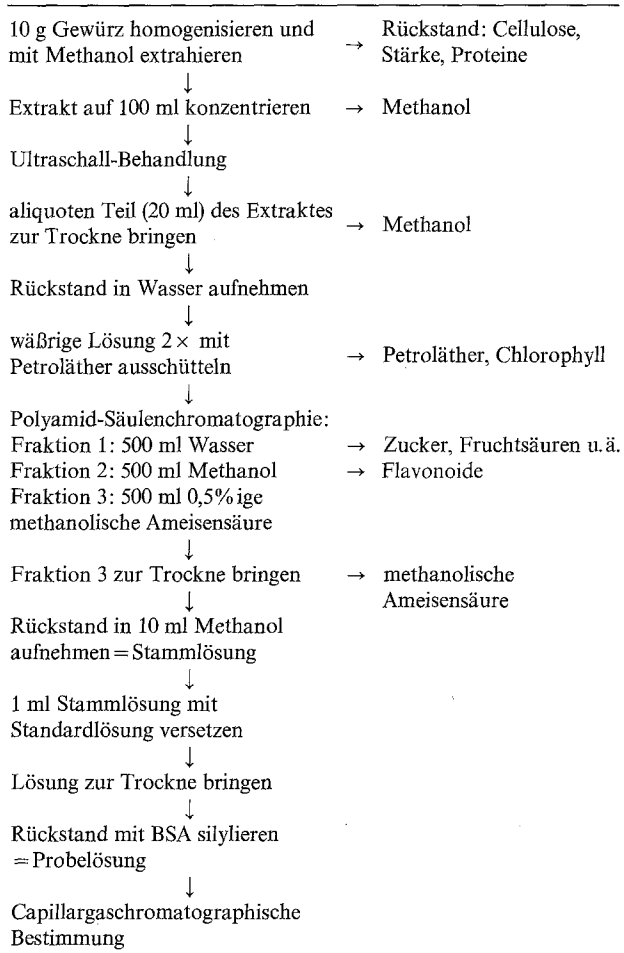 10 g Gewürz homogenisieren und → Rückstand: Cellulose,
mit Methanol extrahieren Stärke, Proteine
↓
Extrakt auf 100 ml konzentrieren → Methanol
↓
Ultraschall-Behandlung
↓
aliquoten Teil (20 ml) des Extraktes → Methanol
zur Trockne bringen
↓
Rückstand in Wasser aufnehmen
↓
wäßrige Lösung 2 × mit
Petroläther ausschütteln → Petroläther, Chlorophyll
↓
Polyamid-Säulenchromatographie:
Fraktion 1: 500 ml Wasser → Zucker, Fruchtsäuren u. ä.
Fraktion 2: 500 ml Methanol → Flavonoide
Fraktion 3: 500 ml 0,5%ige
methanolische Ameisensäure
↓
Fraktion 3 zur Trockne bringen → methanolische
Ameisensäure
↓
Rückstand in 10 ml Methanol
aufnehmen = Stammlösung
↓
1 ml Stammlösung mit
Standardlösung versetzen
↓
Lösung zur Trockne bringen
↓
Rückstand mit BSA silylieren
= Probelösung
↓
Capillargaschromatographische
Bestimmung